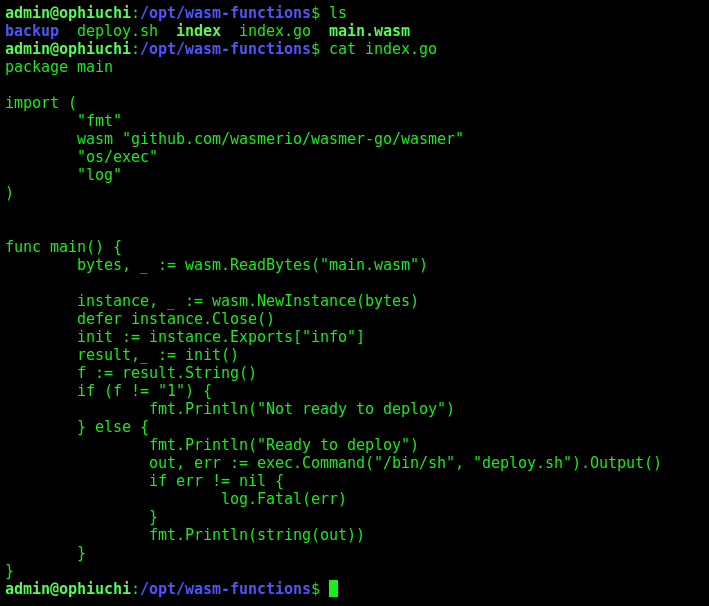 admin@ophiuchi:/opt/wasm-functions$ ls
backup  deploy.sh  index  index.go  main.wasm
admin@ophiuchi:/opt/wasm-functions$ cat index.go
package main

import (
        "fmt"
        wasm "github.com/wasmerio/wasmer-go/wasmer"
        "os/exec"
        "log"
)


func main() {
        bytes, _ := wasm.ReadBytes("main.wasm")

        instance, _ := wasm.NewInstance(bytes)
        defer instance.Close()
        init := instance.Exports["info"]
        result,_ := init()
        f := result.String()
        if (f != "1") {
                fmt.Println("Not ready to deploy")
        } else {
                fmt.Println("Ready to deploy")
                out, err := exec.Command("/bin/sh", "deploy.sh").Output()
                if err != nil {
                        log.Fatal(err)
                }
                fmt.Println(string(out))
        }
}
admin@ophiuchi:/opt/wasm-functions$